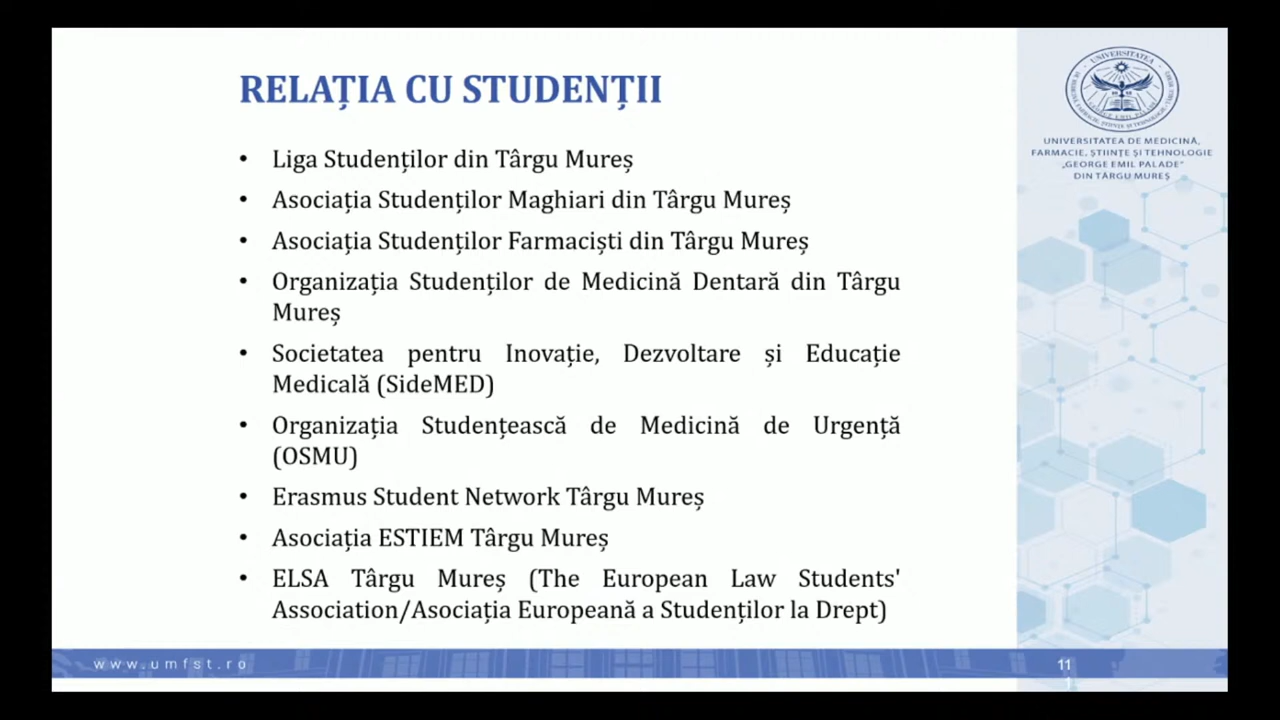 RELAȚIA CU STUDENȚII
• Liga Studenților din Târgu Mureș
• Asociația Studenților Maghiari din Târgu Mureș
• Asociația Studenților Farmaciști din Târgu Mureș
• Organizația Studenților de Medicină Dentară din Târgu
Mureș
• Societatea pentru Inovație, Dezvoltare și Educație
Medicală (SideMED)
• Organizația Studențească de Medicină de Urgență
(OSMU)
• Erasmus Student Network Târgu Mureș
• Asociația ESTIEM Târgu Mureș
• ELSA Târgu Mureș (The European Law Students'
Association/Asociația Europeană a Studenților la Drept)
UNIVERSITATEA DE MEDICINĂ,
FARMACIE, ȘTIINȚE ȘI TEHNOLOGIE
„GEORGE EMIL PALADE”
DIN TÂRGU MUREȘ
www.umfst.ro
11